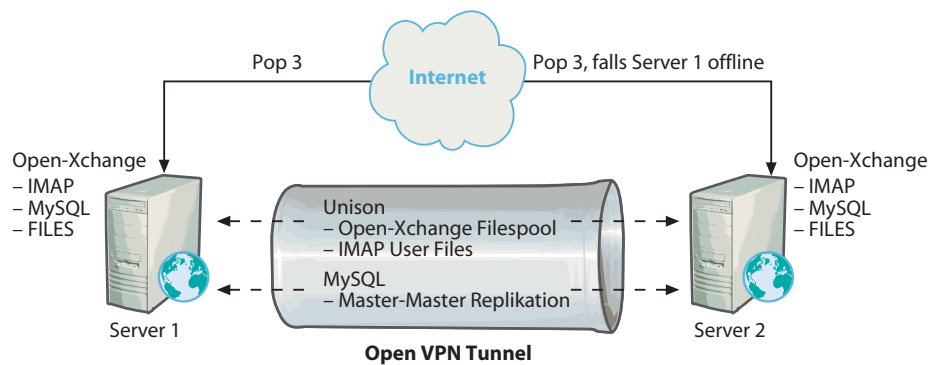 Pop 3
Internet
Pop 3, falls Server 1 offline
Open-Xchange
– IMAP
– MySQL
– FILES
Server 1
Unison
– Open-Xchange Filespool
– IMAP User Files
MySQL
– Master-Master Replikation
Open VPN Tunnel
Open-Xchange
– IMAP
– MySQL
– FILES
Server 2